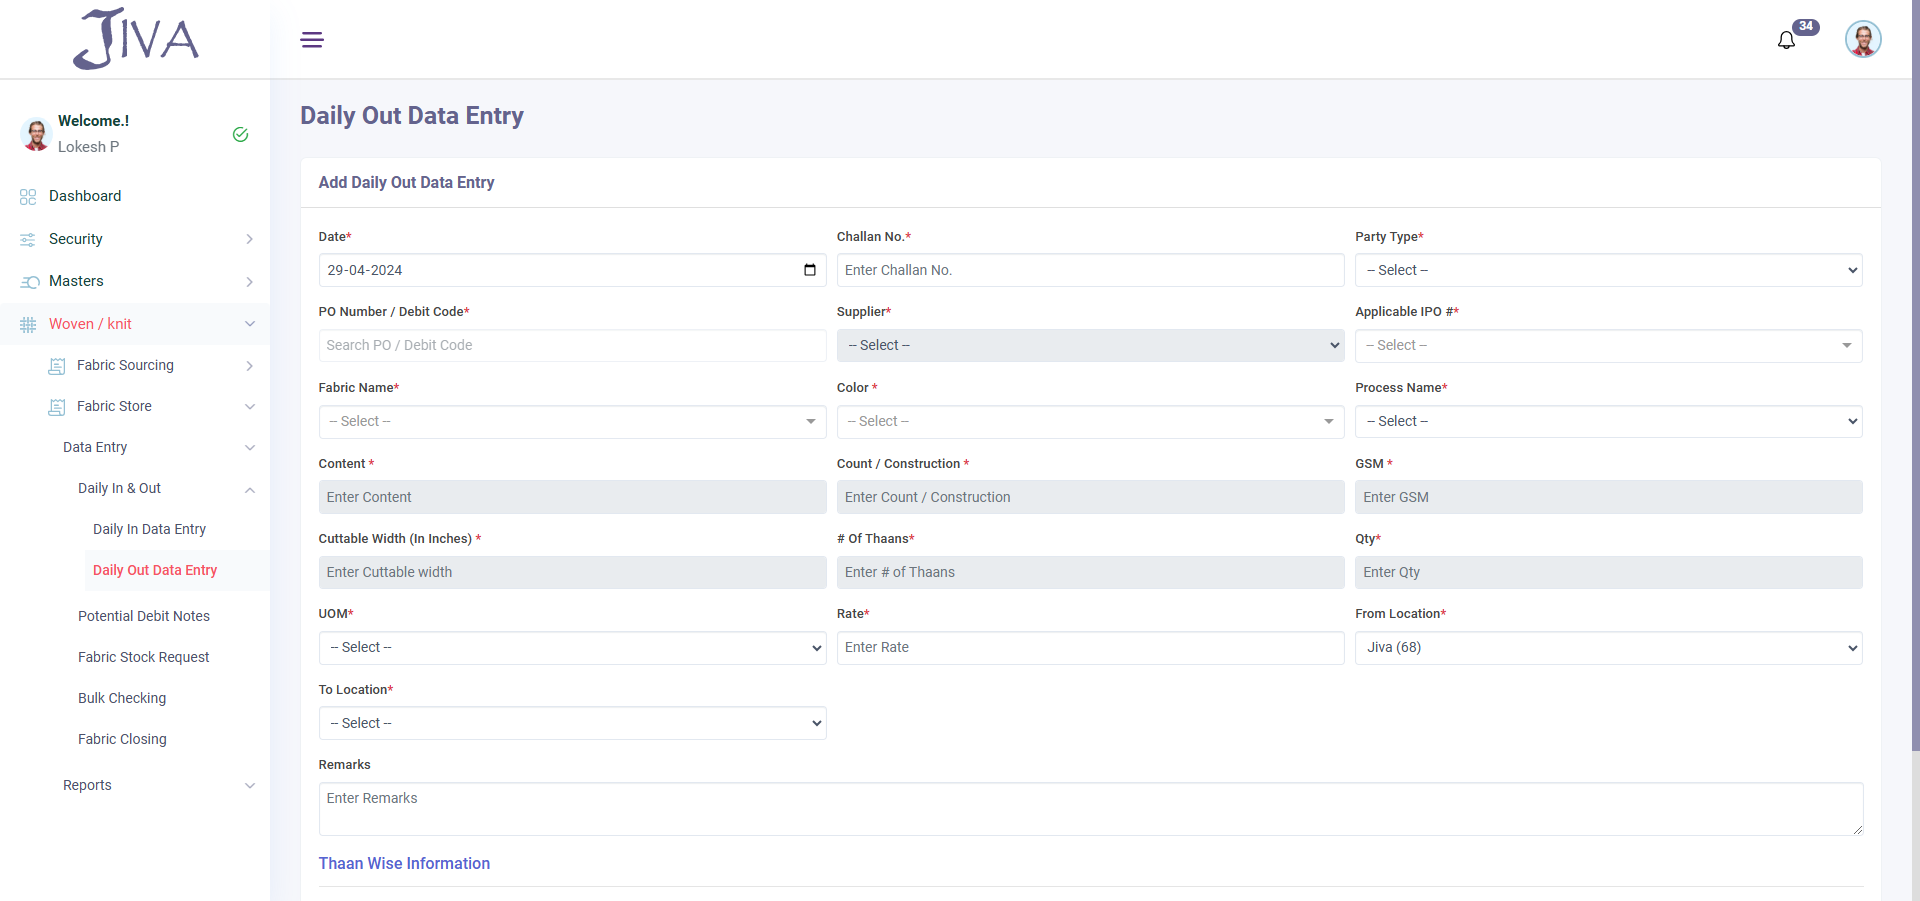 JIVA
34
Welcome.!
Lokesh P
Dashboard
Security
Masters
Woven / knit
Fabric Sourcing
Fabric Store
Data Entry
Daily In & Out
Daily In Data Entry
Daily Out Data Entry
Potential Debit Notes
Fabric Stock Request
Bulk Checking
Fabric Closing
Reports
Daily Out Data Entry
Add Daily Out Data Entry
Date* Challan No.* Party Type*
29-04-2024 Enter Challan No. -- Select --
PO Number / Debit Code* Supplier* Applicable IPO #*
Search PO / Debit Code -- Select -- -- Select --
Fabric Name* Color * Process Name*
-- Select -- -- Select -- -- Select --
Content * Count / Construction * GSM *
Enter Content Enter Count / Construction Enter GSM
Cuttable Width (In Inches) * # Of Thaans* Qty*
Enter Cuttable width Enter # of Thaans Enter Qty
UOM* Rate* From Location*
-- Select -- Enter Rate Jiva (68)
To Location*
-- Select --
Remarks
Enter Remarks
Thaan Wise Information